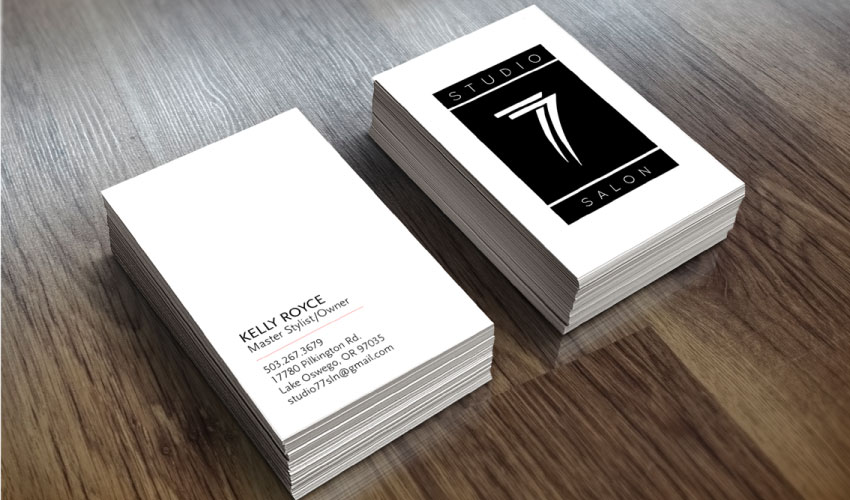 KELLY ROYCE
Master Stylist/Owner
503.267.3679
17780 Pilkington Rd.
Lake Oswego, OR 97035
studio77sln@gmail.com
STUDIO
77
SALON